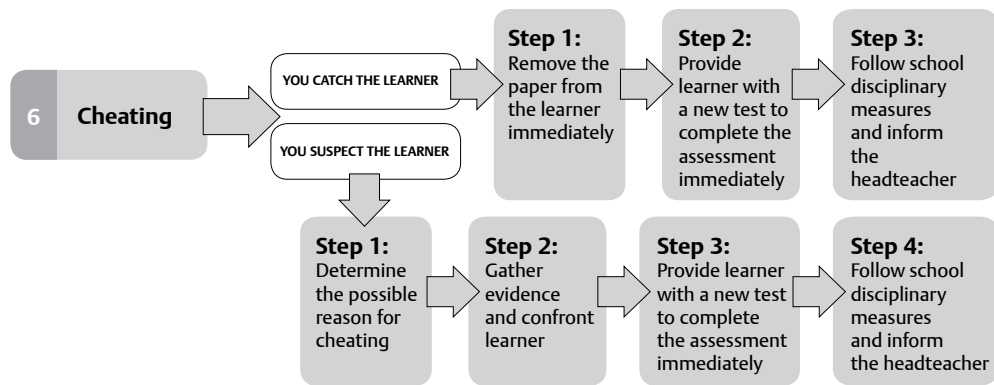 6 Cheating
YOU CATCH THE LEARNER
Step 1:
Remove the
paper from
the learner
immediately
Step 2:
Provide
learner with
a new test to
complete the
assessment
immediately
Step 3:
Follow school
disciplinary
measures
and inform
the
headteacher
YOU SUSPECT THE LEARNER
Step 1:
Determine
the possible
reason for
cheating
Step 2:
Gather
evidence
and confront
learner
Step 3:
Provide learner
with a new test
to complete
the assessment
immediately
Step 4:
Follow school
disciplinary
measures
and inform
the headteacher